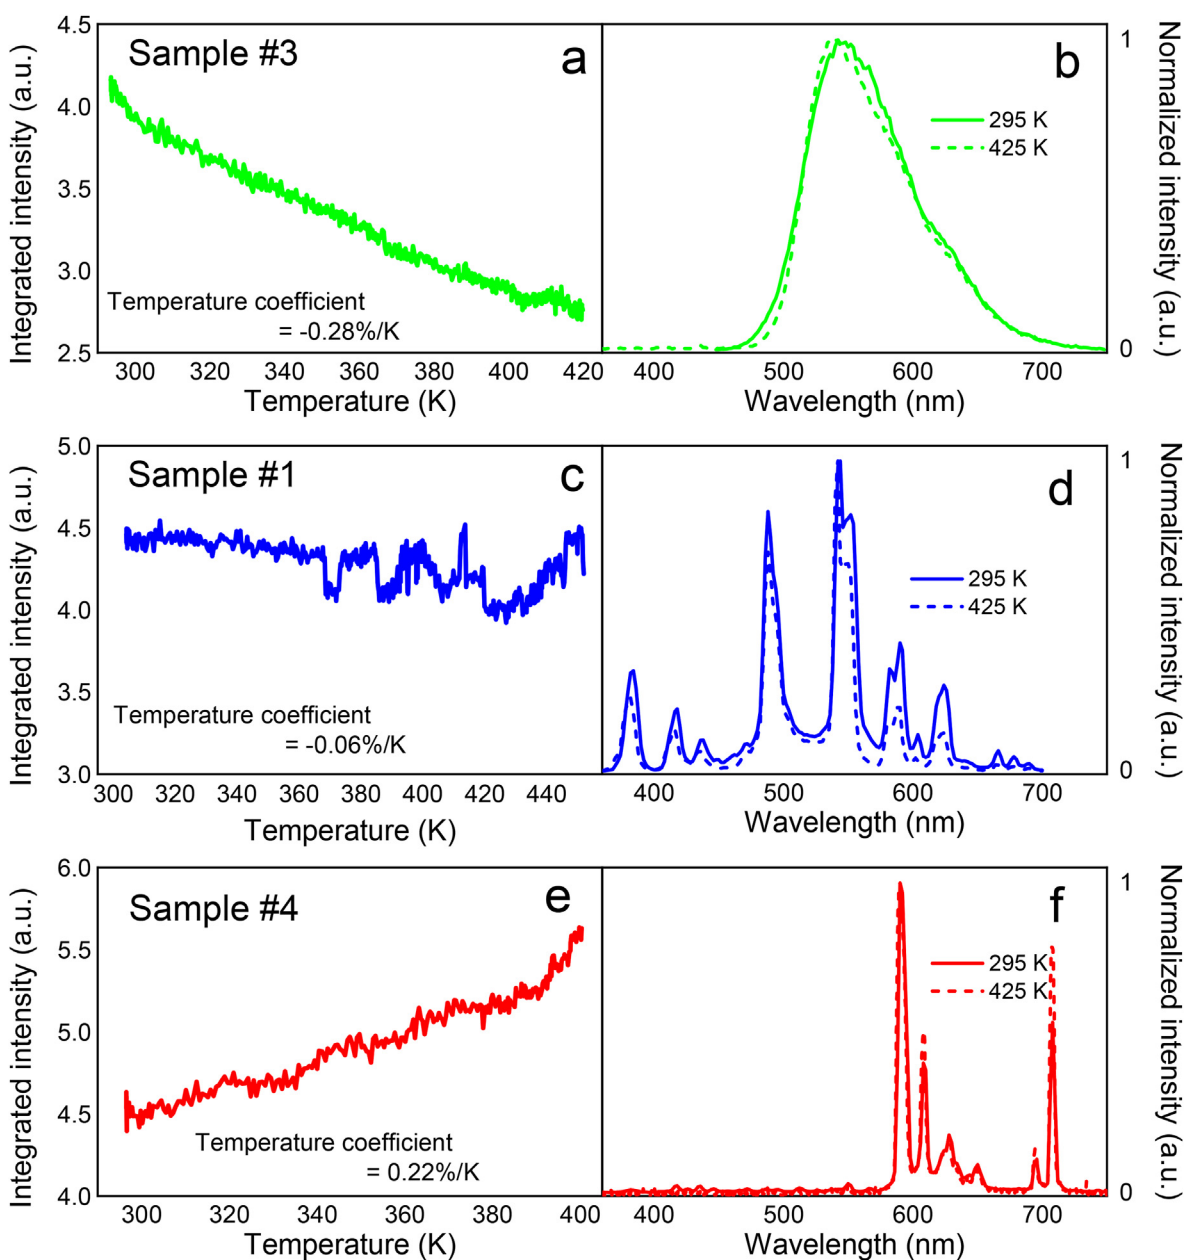 Integrated intensity (a.u.)
4.5
4.0
3.5
3.0
2.5
Sample #3
a
Temperature coefficient
= -0.28%/K
300 320 340 360 380 400 420
Temperature (K)
b
295 K
425 K
400 500 600 700
Wavelength (nm)
1
0
Normalized intensity (a.u.)
Integrated intensity (a.u.)
5.0
4.5
4.0
3.5
3.0
Sample #1
c
Temperature coefficient
= -0.06%/K
300 320 340 360 380 400 420 440
Temperature (K)
d
295 K
425 K
400 500 600 700
Wavelength (nm)
1
0
Normalized intensity (a.u.)
Integrated intensity (a.u.)
6.0
5.5
5.0
4.5
4.0
Sample #4
e
Temperature coefficient
= 0.22%/K
300 320 340 360 380 400
Temperature (K)
f
295 K
425 K
400 500 600 700
Wavelength (nm)
1
0
Normalized intensity (a.u.)